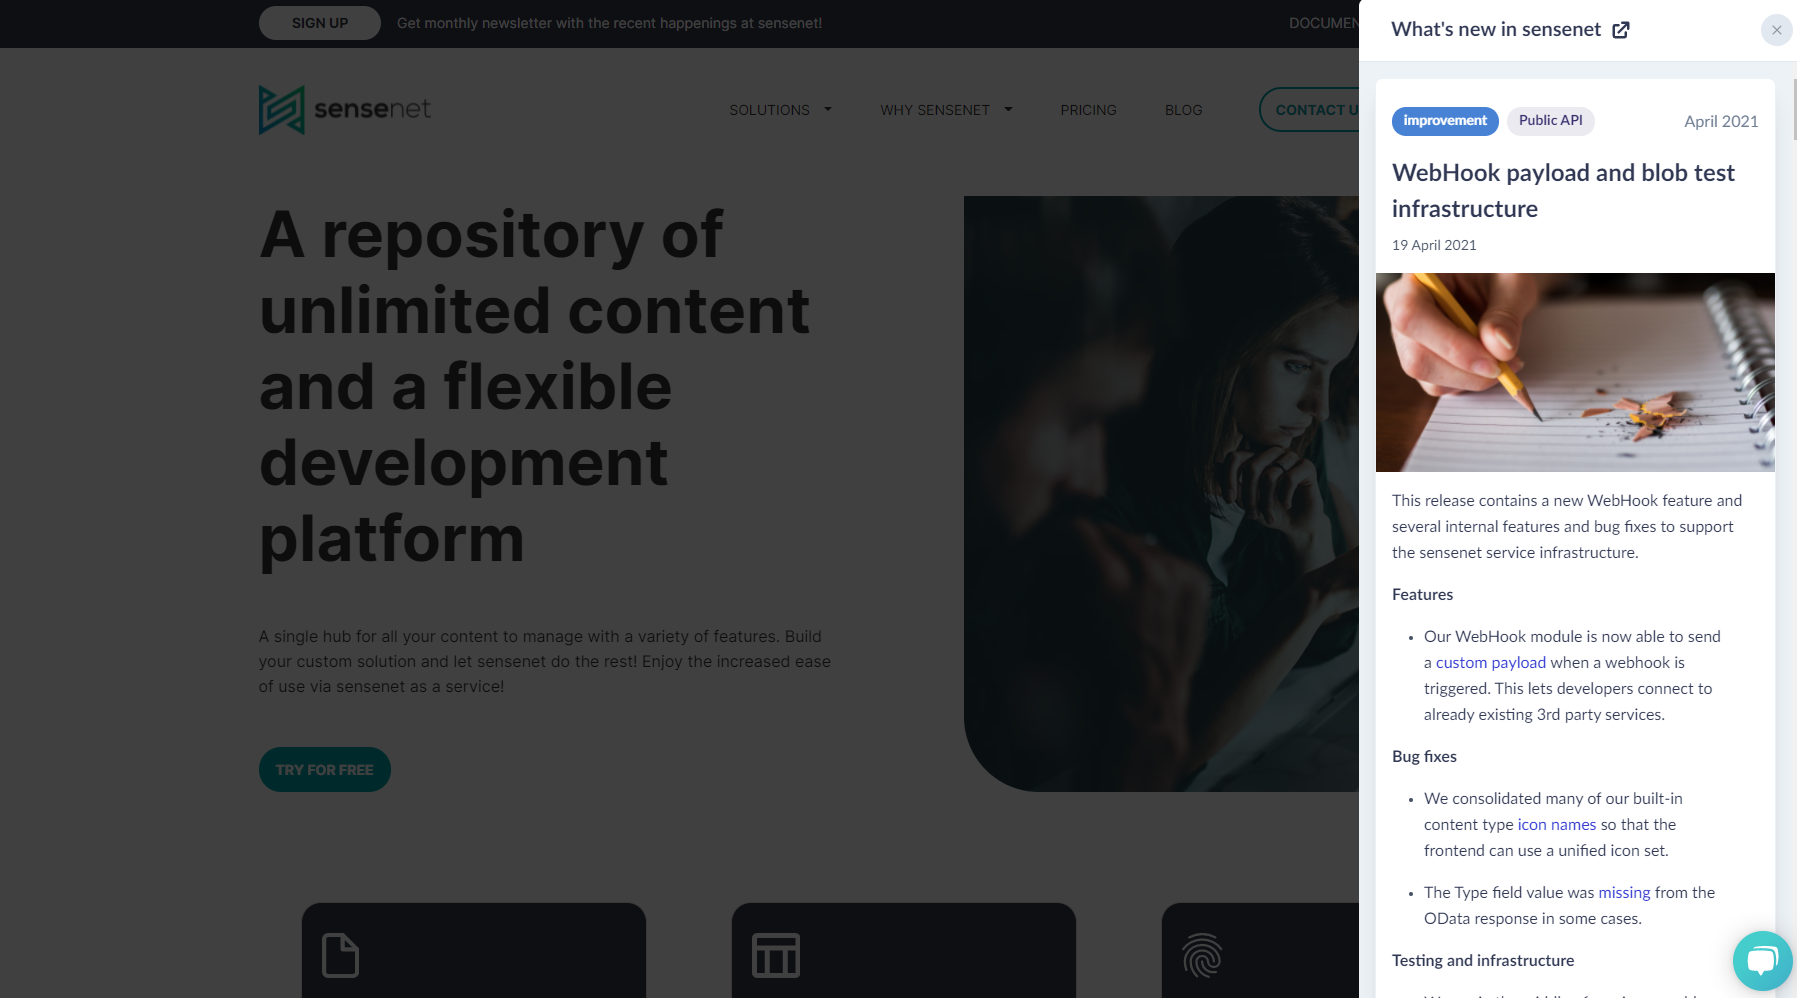 SIGN UP
Get monthly newsletter with the recent happenings at sensenet!
DOCUMEN
sensenet
SOLUTIONS
WHY SENSENET
PRICING
BLOG
CONTACT U
A repository of
unlimited content
and a flexible
development
platform
A single hub for all your content to manage with a variety of features. Build
your custom solution and let sensenet do the rest! Enjoy the increased ease
of use via sensenet as a service!
TRY FOR FREE
What's new in sensenet
improvement
Public API
April 2021
WebHook payload and blob test
infrastructure
19 April 2021
This release contains a new WebHook feature and
several internal features and bug fixes to support
the sensenet service infrastructure.
Features
• Our WebHook module is now able to send
a custom payload when a webhook is
triggered. This lets developers connect to
already existing 3rd party services.
Bug fixes
• We consolidated many of our built-in
content type icon names so that the
frontend can use a unified icon set.
• The Type field value was missing from the
OData response in some cases.
Testing and infrastructure